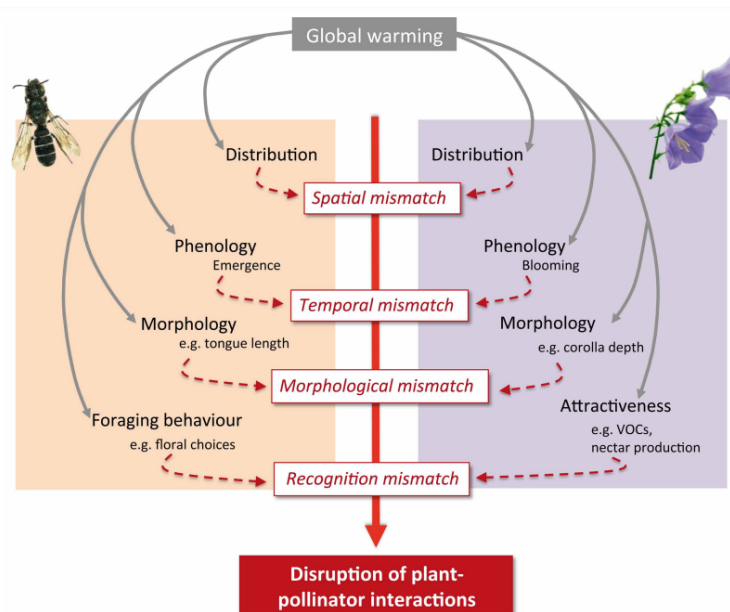 Global warming
Distribution
Distribution
Spatial mismatch
Phenology
Emergence
Phenology
Blooming
Temporal mismatch
Morphology
e.g. tongue length
Morphology
e.g. corolla depth
Morphological mismatch
Foraging behaviour
e.g. floral choices
Attractiveness
e.g. VOCs,
nectar production
Recognition mismatch
Disruption of plant-
pollinator interactions